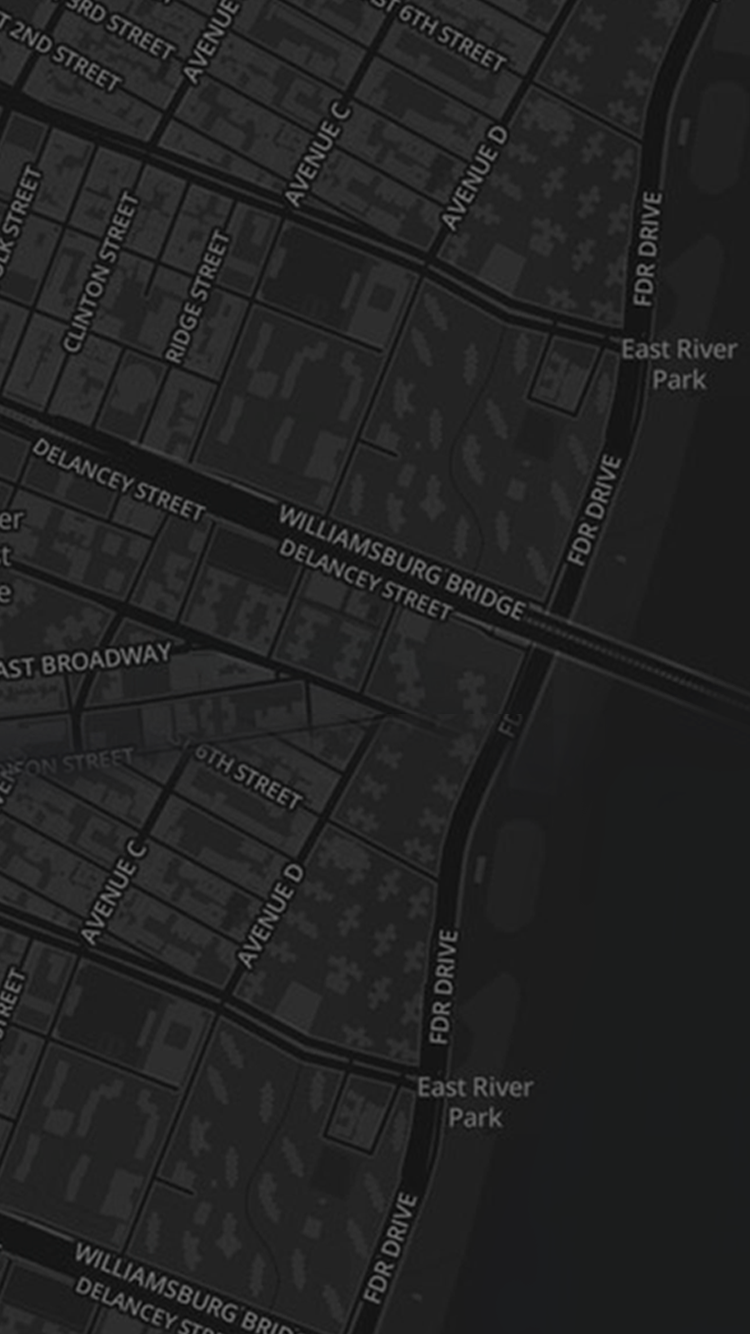 3RD STREET
2ND STREET
AVENUE
6TH STREET
AVENUE C
AVENUE D
CLINTON STREET
RIDGE STREET
FDR DRIVE
East River
Park
DELANCEY STREET
WILLIAMSBURG BRIDGE
DELANCEY STREET
FDR DRIVE
AST BROADWAY
STREET
6TH STREET
AVENUE C
AVENUE D
FDR DRIVE
East River
Park
WILLIAMSBURG BRID
DELANCEY STR
FDR DRIVE